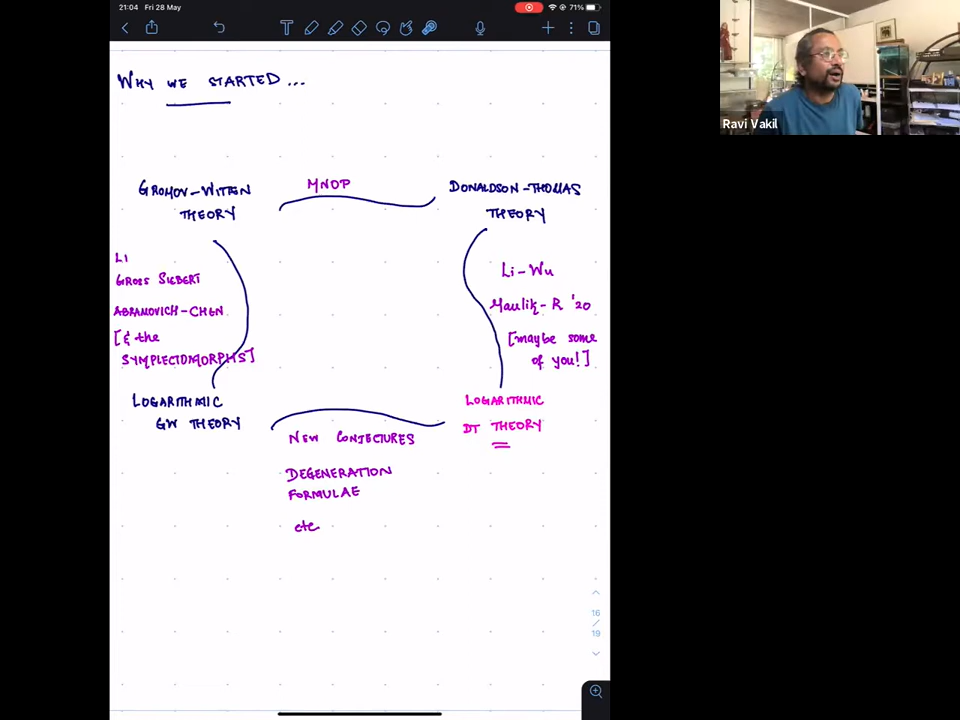 21:04 Fri 28 May
71%
WHY WE STARTED...
GROMOV-WITTEN
THEORY
MNOP
DONALDSON-THOMAS
THEORY
LI
GROSS SIEBERT
ABRAMOVICH-CHEN
[& the
SYMPLECTOMORPHS]
Li-Wu
Maulik-R '20
[maybe some
of you!]
LOGARITHMIC
GW THEORY
LOGARITHMIC
DT THEORY
NEW CONJECTURES
DEGENERATION
FORMULAE
etc
16
/
19
Ravi Vakil